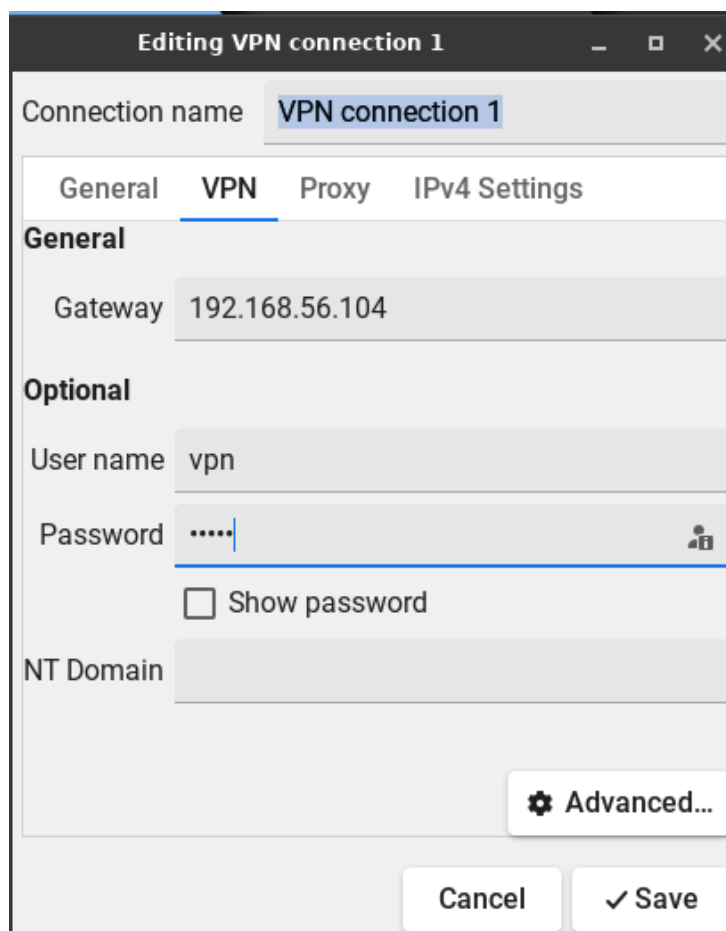 Editing VPN connection 1
Connection name VPN connection 1
General VPN Proxy IPv4 Settings
General
Gateway 192.168.56.104
Optional
User name vpn
Password •••••
Show password
NT Domain
Advanced...
Cancel Save